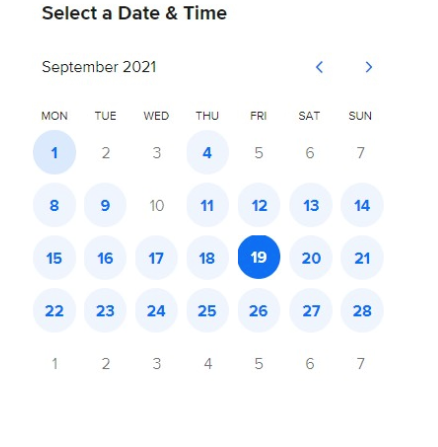 Select a Date & Time
September 2021
MON TUE WED THU FRI SAT SUN
1 2 3 4 5 6 7
8 9 10 11 12 13 14
15 16 17 18 19 20 21
22 23 24 25 26 27 28
1 2 3 4 5 6 7